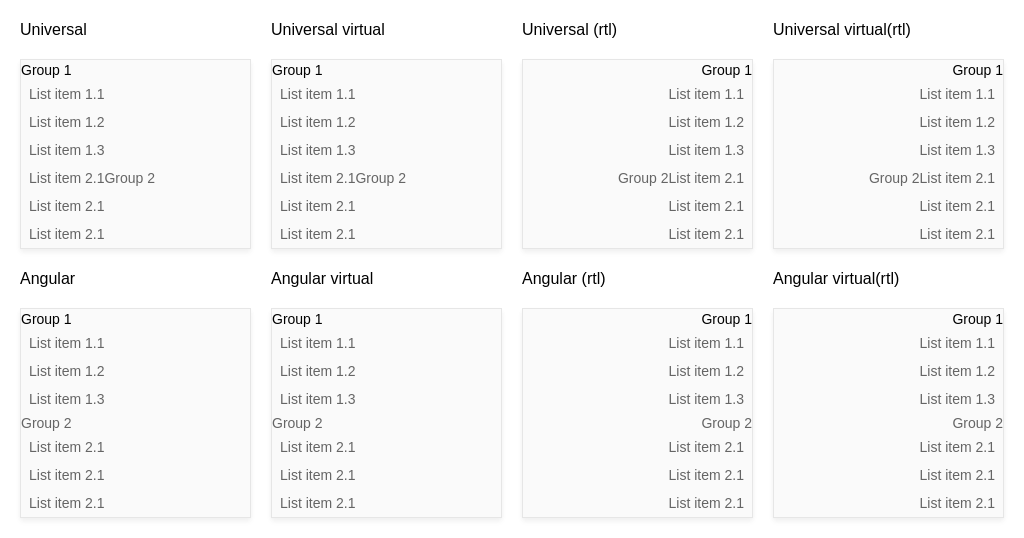 Universal
Group 1
List item 1.1
List item 1.2
List item 1.3
List item 2.1Group 2
List item 2.1
List item 2.1
Universal virtual
Group 1
List item 1.1
List item 1.2
List item 1.3
List item 2.1Group 2
List item 2.1
List item 2.1
Universal (rtl)
Group 1
List item 1.1
List item 1.2
List item 1.3
Group 2List item 2.1
List item 2.1
List item 2.1
Universal virtual(rtl)
Group 1
List item 1.1
List item 1.2
List item 1.3
Group 2List item 2.1
List item 2.1
List item 2.1
Angular
Group 1
List item 1.1
List item 1.2
List item 1.3
Group 2
List item 2.1
List item 2.1
List item 2.1
Angular virtual
Group 1
List item 1.1
List item 1.2
List item 1.3
Group 2
List item 2.1
List item 2.1
List item 2.1
Angular (rtl)
Group 1
List item 1.1
List item 1.2
List item 1.3
Group 2
List item 2.1
List item 2.1
List item 2.1
Angular virtual(rtl)
Group 1
List item 1.1
List item 1.2
List item 1.3
Group 2
List item 2.1
List item 2.1
List item 2.1